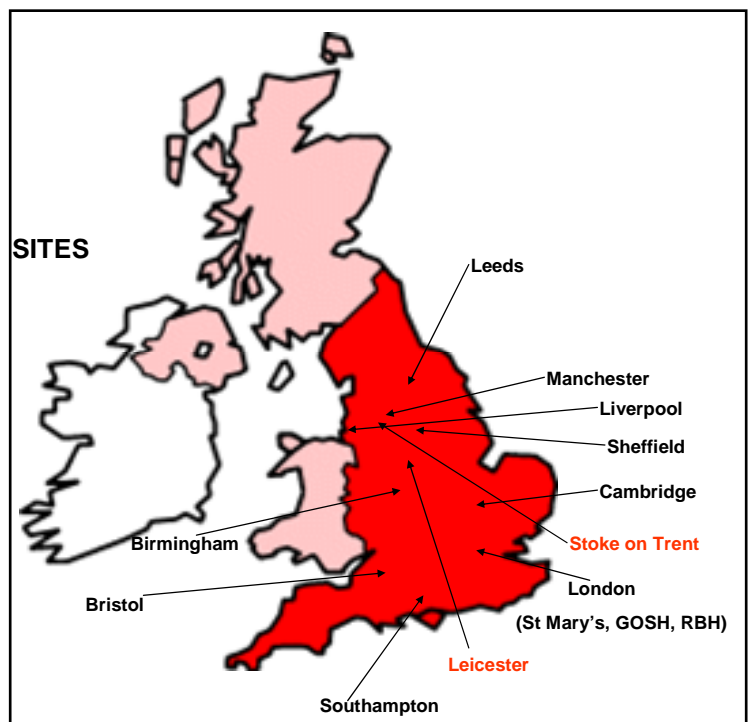 SITES
Leeds
Manchester
Liverpool
Sheffield
Cambridge
Birmingham
Stoke on Trent
London
Bristol
(St Mary's, GOSH, RBH)
Leicester
Southampton